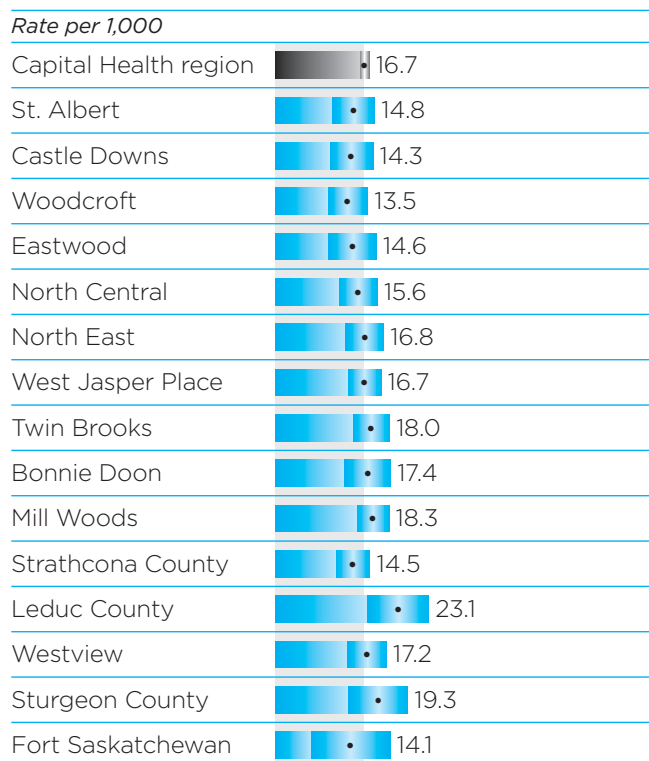 Rate per 1,000
Capital Health region 16.7
St. Albert 14.8
Castle Downs 14.3
Woodcroft 13.5
Eastwood 14.6
North Central 15.6
North East 16.8
West Jasper Place 16.7
Twin Brooks 18.0
Bonnie Doon 17.4
Mill Woods 18.3
Strathcona County 14.5
Leduc County 23.1
Westview 17.2
Sturgeon County 19.3
Fort Saskatchewan 14.1